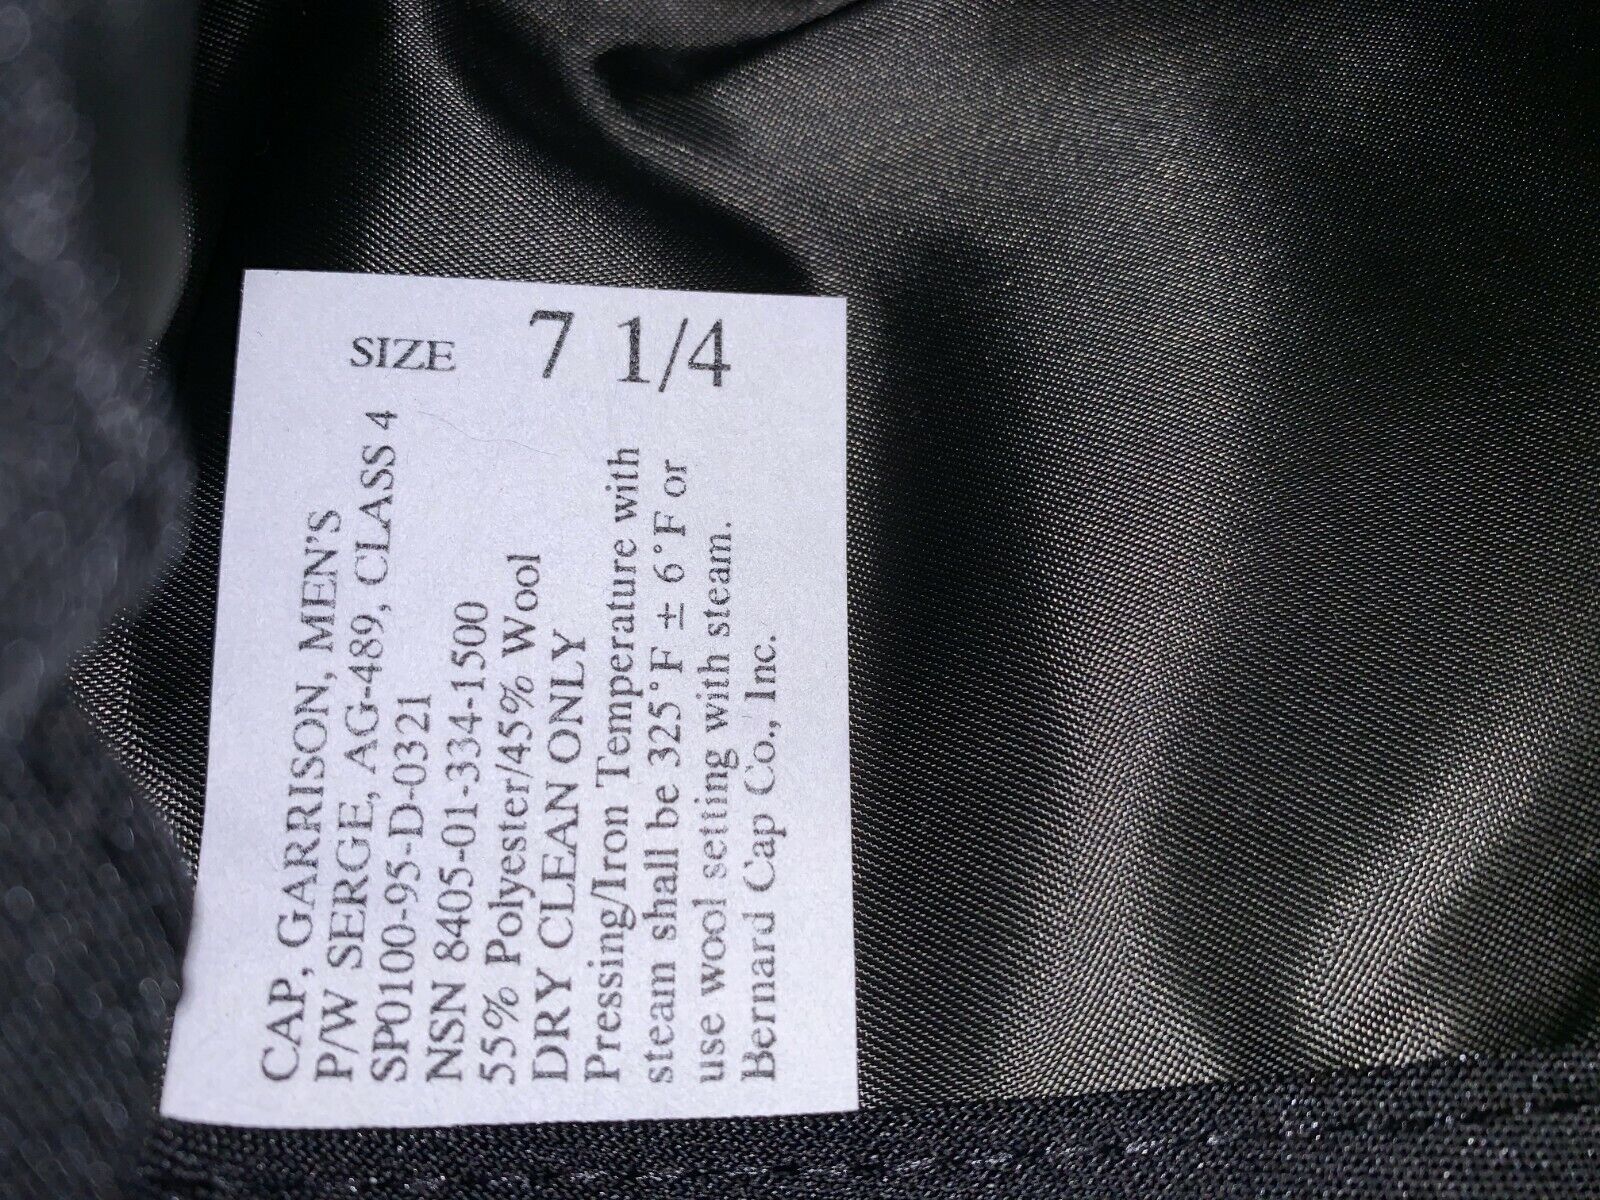 SIZE 7 1/4
CAP, GARRISON, MEN'S
P/W SERGE, AG-489, CLASS 4
SP0100-95-D-0321
NSN 8405-01-334-1500
55% Polyester/45% Wool
DRY CLEAN ONLY
Pressing/Iron Temperature with
steam shall be 325°F ± 6°F or
use wool setting with steam.
Bernard Cap Co., Inc.